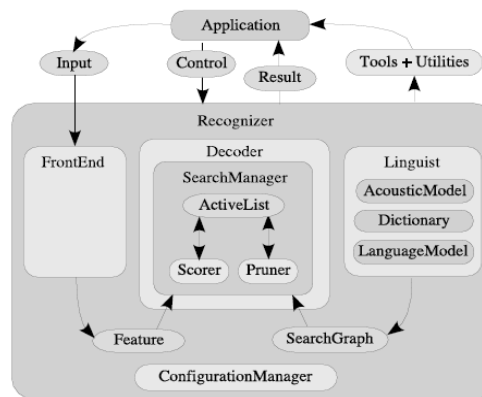 Application
Input
Control
Result
Tools + Utilities
Recognizer
FrontEnd
Decoder
SearchManager
ActiveList
Scorer
Pruner
Linguist
AcousticModel
Dictionary
LanguageModel
Feature
SearchGraph
ConfigurationManager